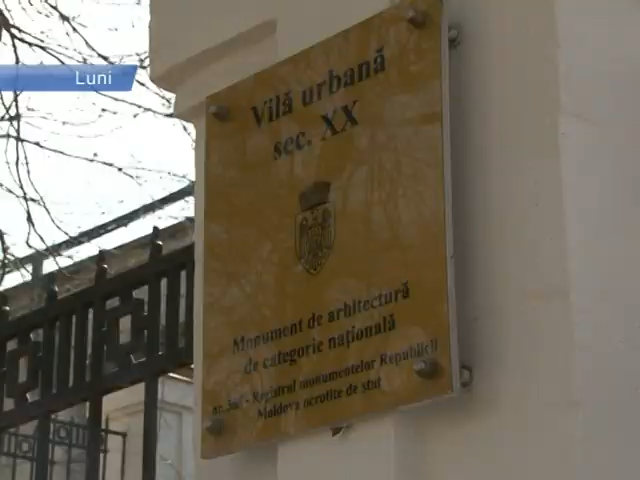 Luni
Vilă urbană
sec. XX
Monument de arhitectură
de categorie națională
- Registrul monumentelor Republicii
Moldova ocrotite de stat